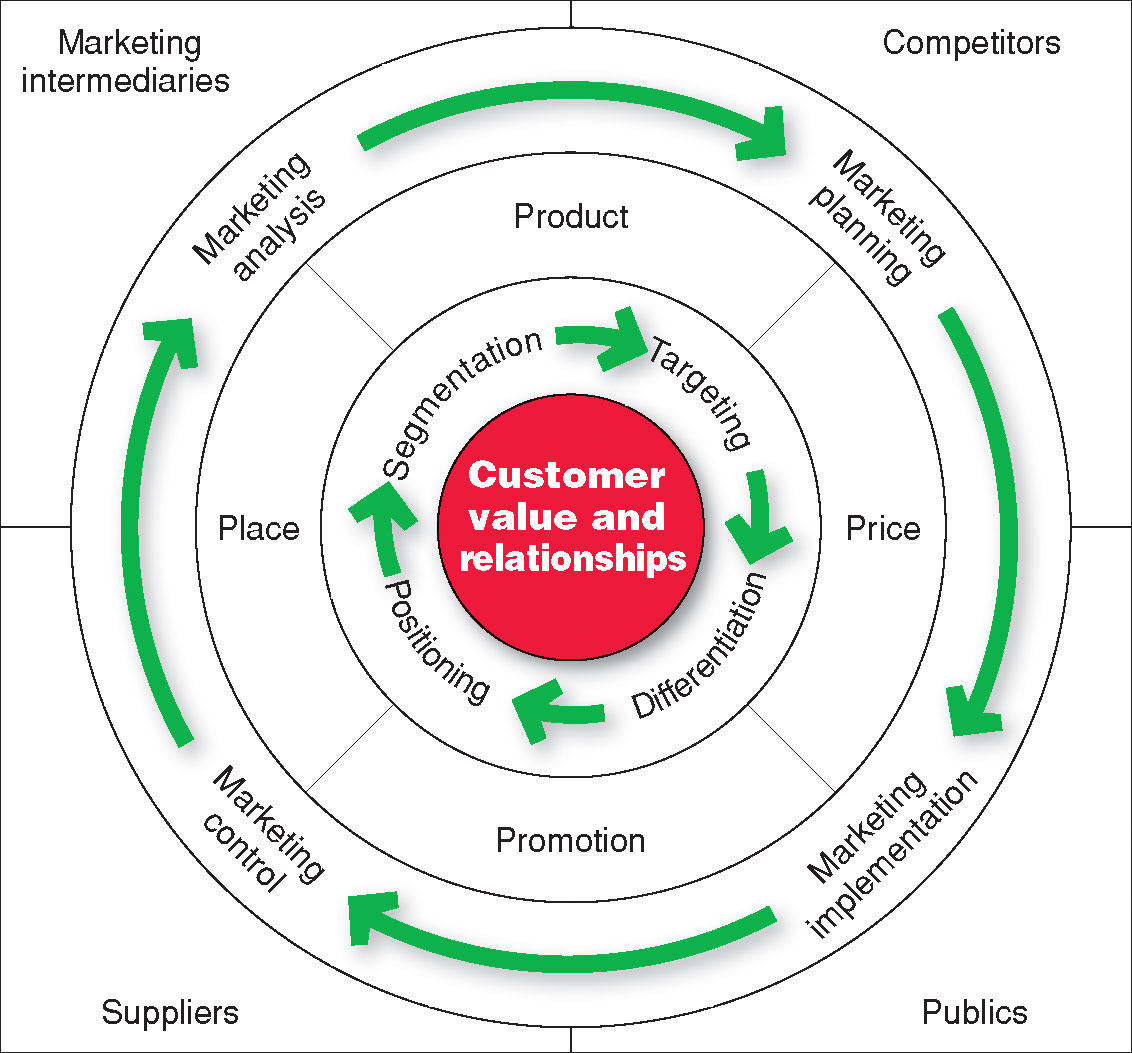 Marketing
intermediaries
Competitors
Marketing
analysis
Marketing
planning
Product
Segmentation
Targeting
Customer
value and
relationships
Place
Price
Positioning
Differentiation
Promotion
Marketing
control
Marketing
implementation
Suppliers
Publics